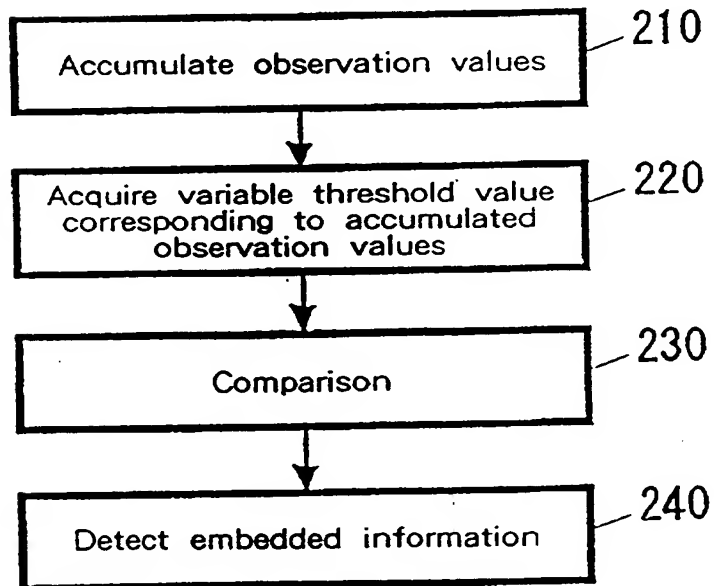 210
Accumulate observation values
220
Acquire variable threshold value
corresponding to accumulated
observation values
230
Comparison
240
Detect embedded information